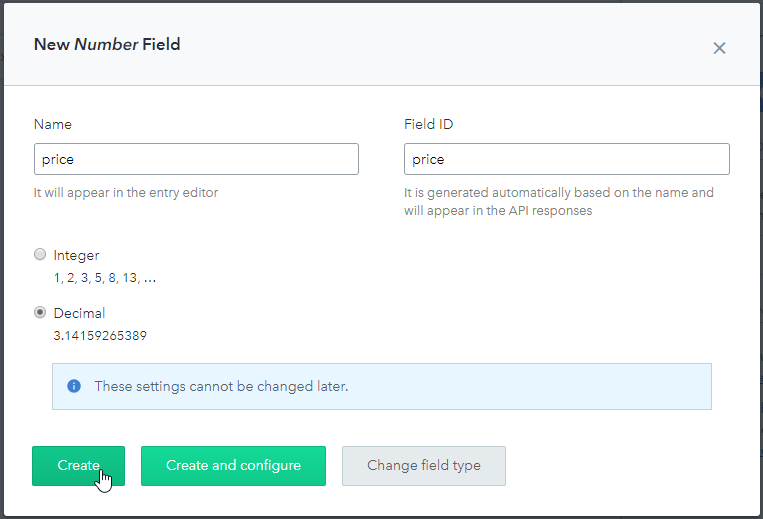 New Number Field
Name
Field ID
price
price
It will appear in the entry editor
It is generated automatically based on the name and
will appear in the API responses
Integer
1, 2, 3, 5, 8, 13, …
Decimal
3.14159265389
These settings cannot be changed later.
Create
Create and configure
Change field type